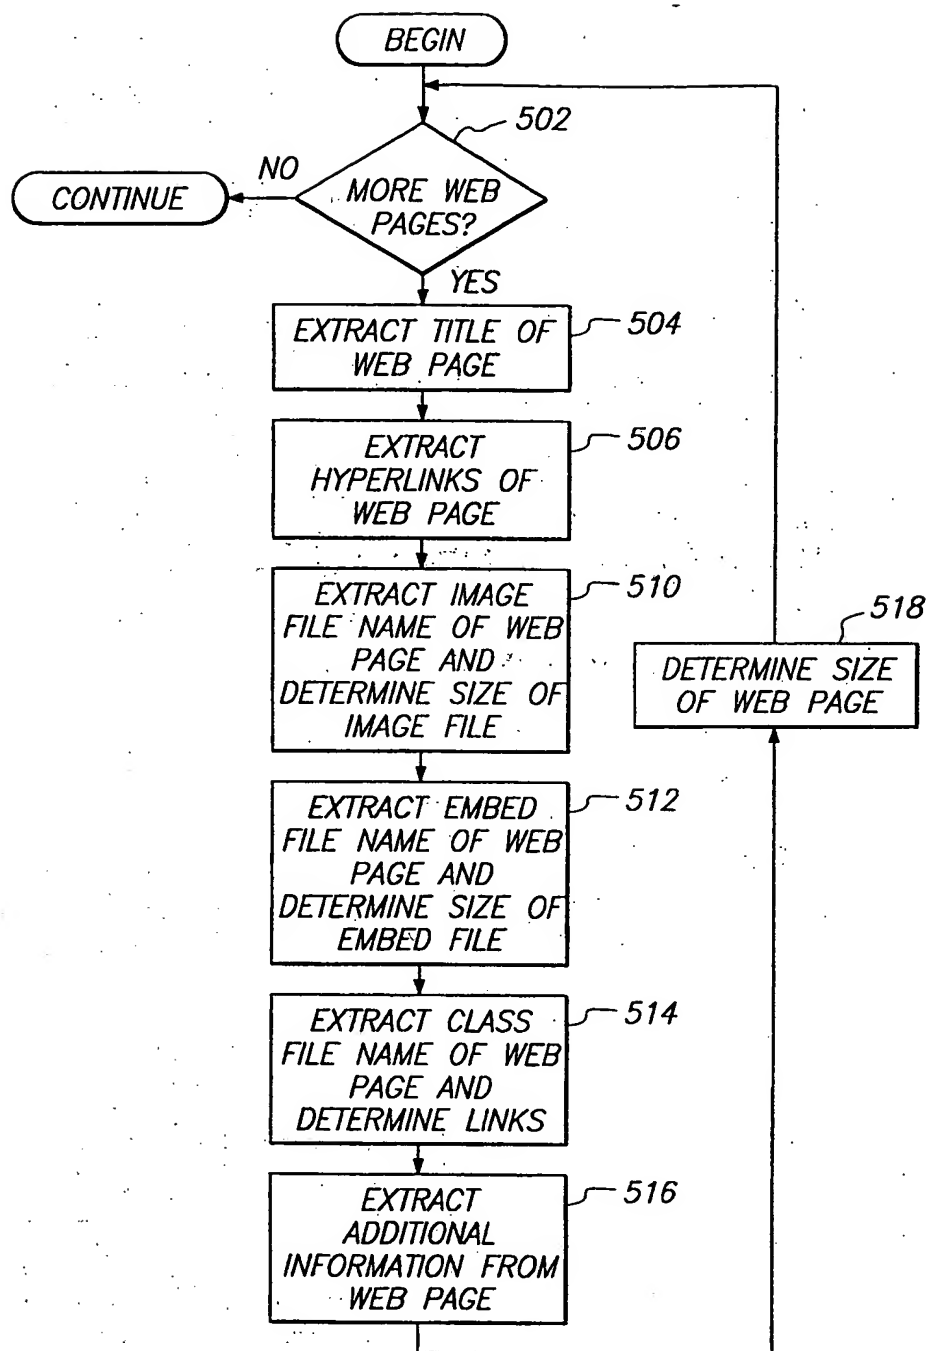 BEGIN
502
NO
CONTINUE
MORE WEB
PAGES?
YES
EXTRACT TITLE OF
WEB PAGE
504
EXTRACT
HYPERLINKS OF
WEB PAGE
506
EXTRACT IMAGE
FILE NAME OF WEB
PAGE AND
DETERMINE SIZE OF
IMAGE FILE
510
518
DETERMINE SIZE
OF WEB PAGE
EXTRACT EMBED
FILE NAME OF WEB
PAGE AND
DETERMINE SIZE OF
EMBED FILE
512
EXTRACT CLASS
FILE NAME OF WEB
PAGE AND
DETERMINE LINKS
514
EXTRACT
ADDITIONAL
INFORMATION FROM
WEB PAGE
516